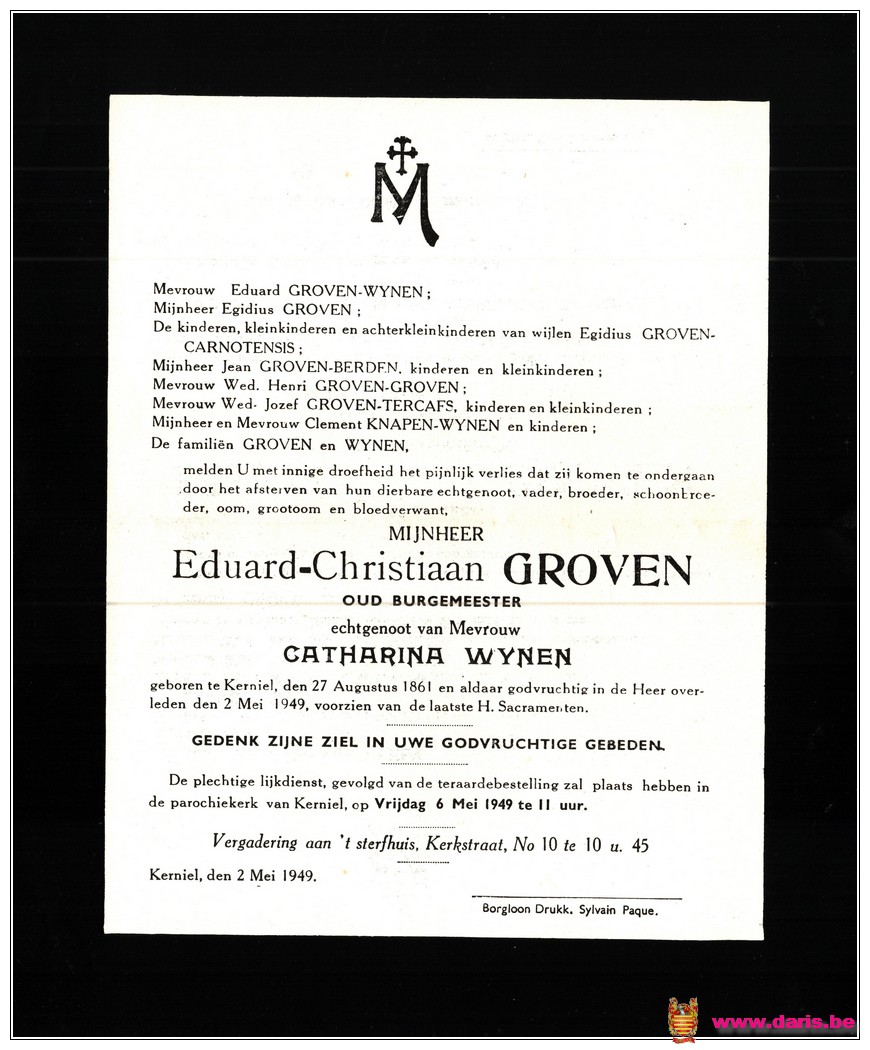 M
Mevrouw Eduard GROVEN-WYNEN ;
Mijnheer Egidius GROVEN ;
De kinderen, kleinkinderen en achterkleinkinderen van wijlen Egidius GROVEN-
CARNOTENSIS ;
Mijnheer Jean GROVEN-BERDEN, kinderen en kleinkinderen ;
Mevrouw Wed. Henri GROVEN-GROVEN ;
Mevrouw Wed. Jozef GROVEN-TERCAFS, kinderen en kleinkinderen ;
Mijnheer en Mevrouw Clement KNAPEN-WYNEN en kinderen ;
De familiën GROVEN en WYNEN,
melden U met innige droefheid het pijnlijk verlies dat zij komen te ondergaan
door het afsterven van hun dierbare echtgenoot, vader, broeder, schoonbroe-
der, oom, grootoom en bloedverwant,
MIJNHEER
Eduard-Christiaan GROVEN
OUD BURGEMEESTER
echtgenoot van Mevrouw
CATHARINA WYNEN
geboren te Kerniel, den 27 Augustus 1861 en aldaar godvruchtig in de Heer over-
leden den 2 Mei 1949, voorzien van de laatste H. Sacramenten.
GEDENK ZIJNE ZIEL IN UWE GODVRUCHTIGE GEBEDEN.
De plechtige lijkdienst, gevolgd van de teraardebestelling zal plaats hebben in
de parochiekerk van Kerniel, op Vrijdag 6 Mei 1949 te 11 uur.
Vergadering aan 't sterfhuis, Kerkstraat, No 10 te 10 u. 45
Kerniel, den 2 Mei 1949.
Borgloon Drukk. Sylvain Paque.
www.daris.be